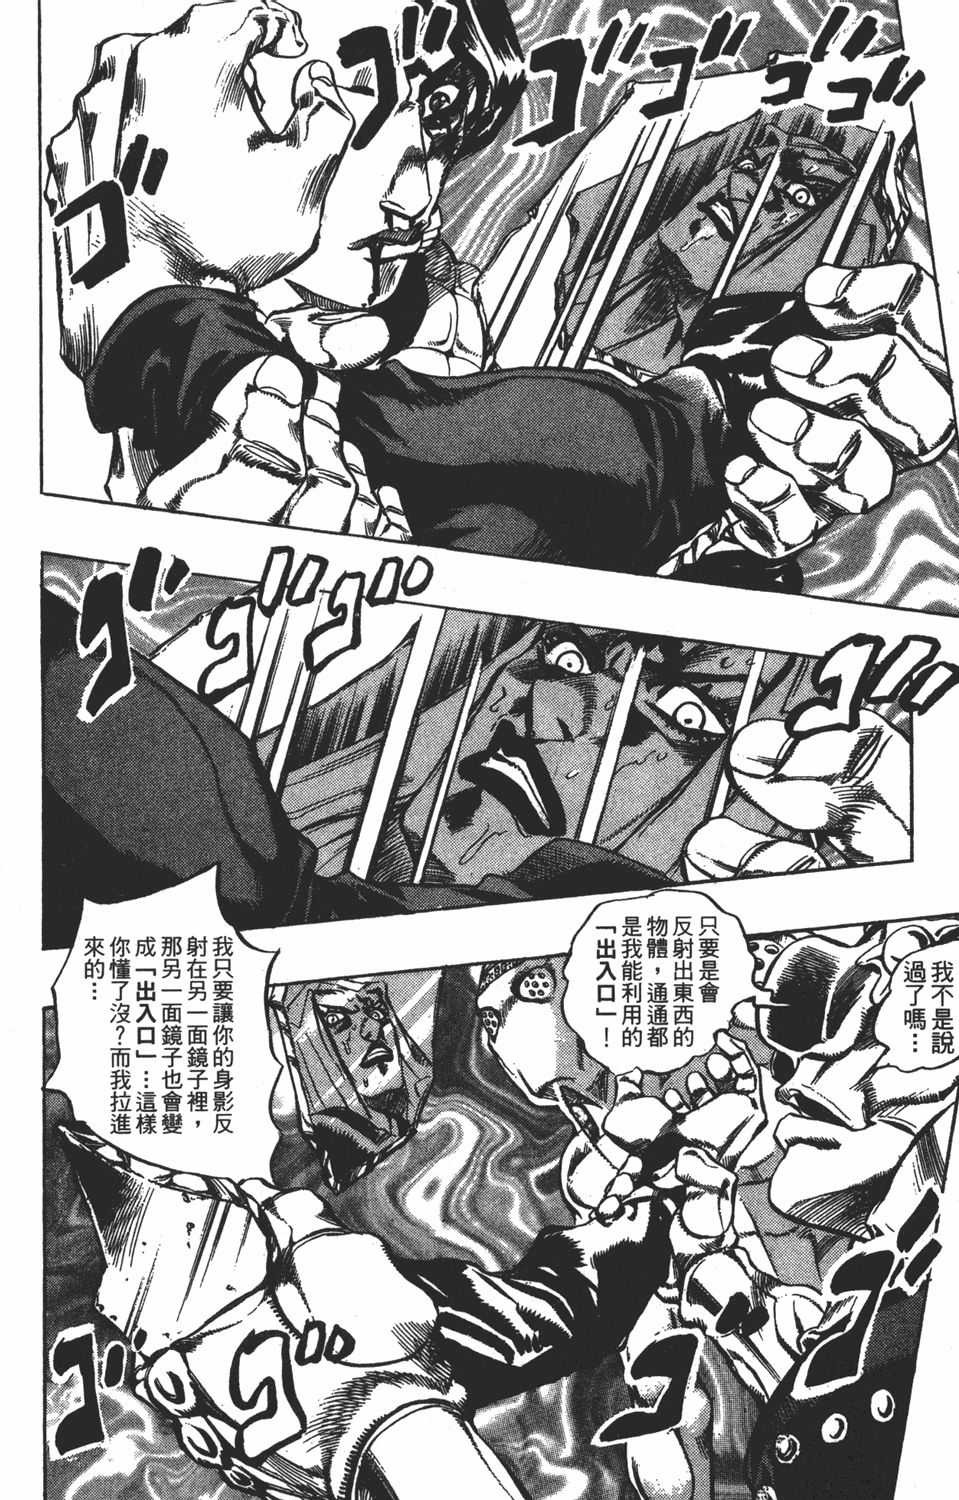 ゴゴゴゴゴゴ
ゴゴゴゴゴ
我不是說
過了嗎…
只要是會
反射出東西的
物體，通通都
是我能利用的
「出入口」！
我只要讓你的身影反
射在另一面鏡子裡，
那另一面鏡子也會變
成「出入口」…這樣
你懂了沒？而我拉進
來的…
ゴゴゴゴ